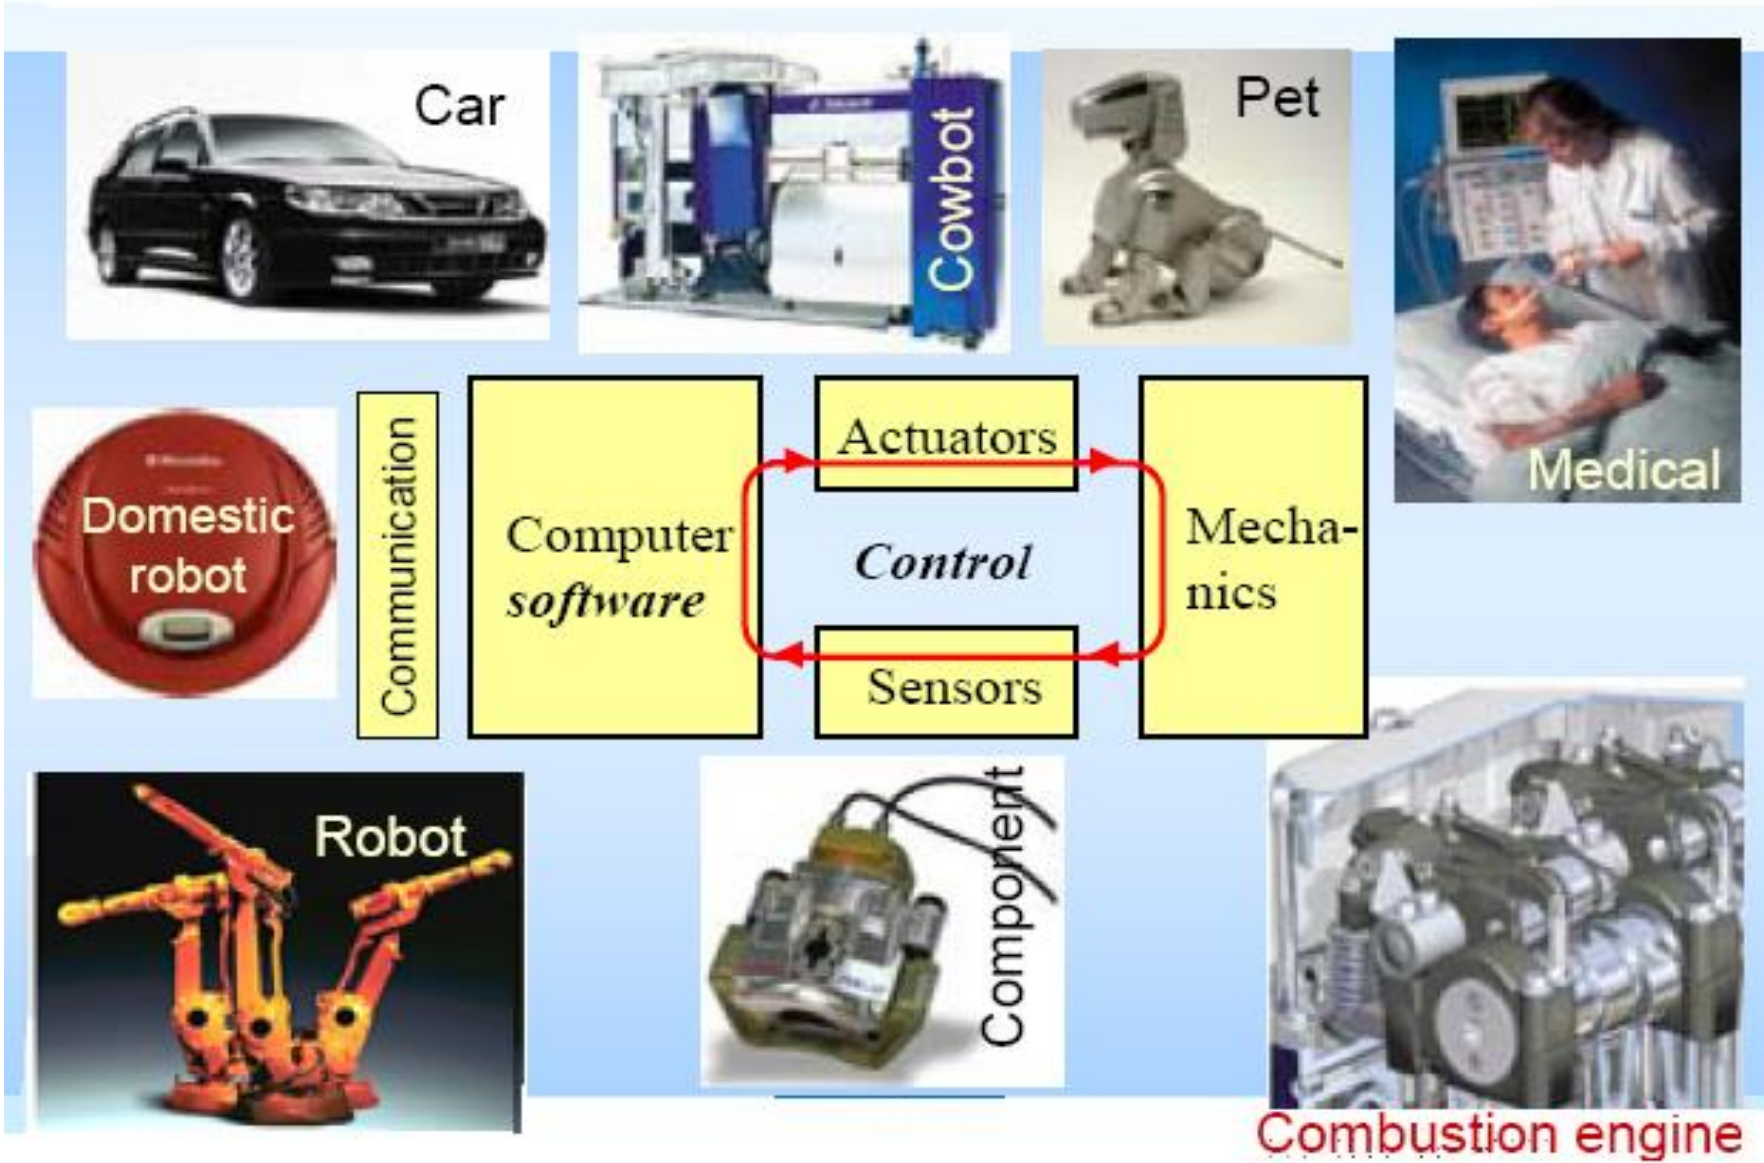 Car
Cowbot
Pet
Medical
Domestic
robot
Communication
Computer
software
Actuators
Control
Sensors
Mecha-
nics
Robot
Component
Combustion engine